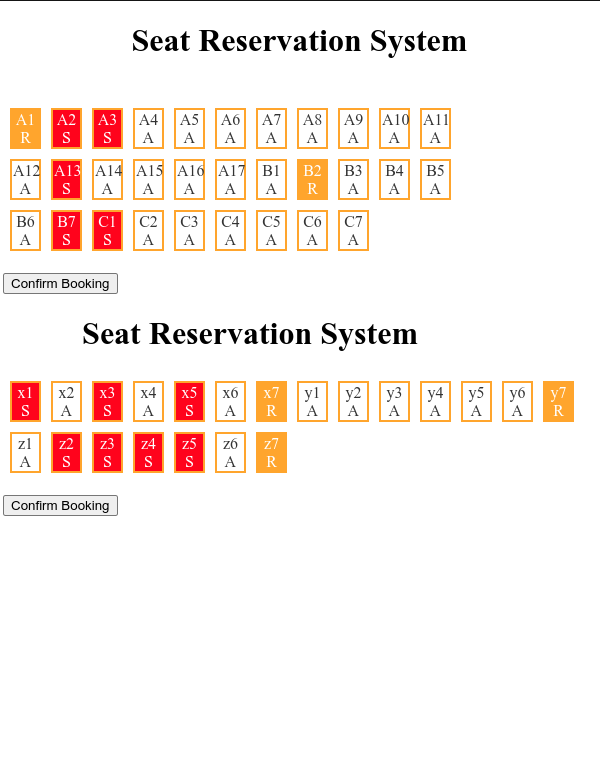 Seat Reservation System
A1 A2 A3 A4 A5 A6 A7 A8 A9 A10 A11
R S S A A A A A A A A
A12 A13 A14 A15 A16 A17 B1 B2 B3 B4 B5
A S A A A A A R A A A
B6 B7 C1 C2 C3 C4 C5 C6 C7
A S S A A A A A A
Confirm Booking
Seat Reservation System
x1 x2 x3 x4 x5 x6 x7 y1 y2 y3 y4 y5 y6 y7
S A S A S A R A A A A A A R
z1 z2 z3 z4 z5 z6 z7
A S S S S A R
Confirm Booking